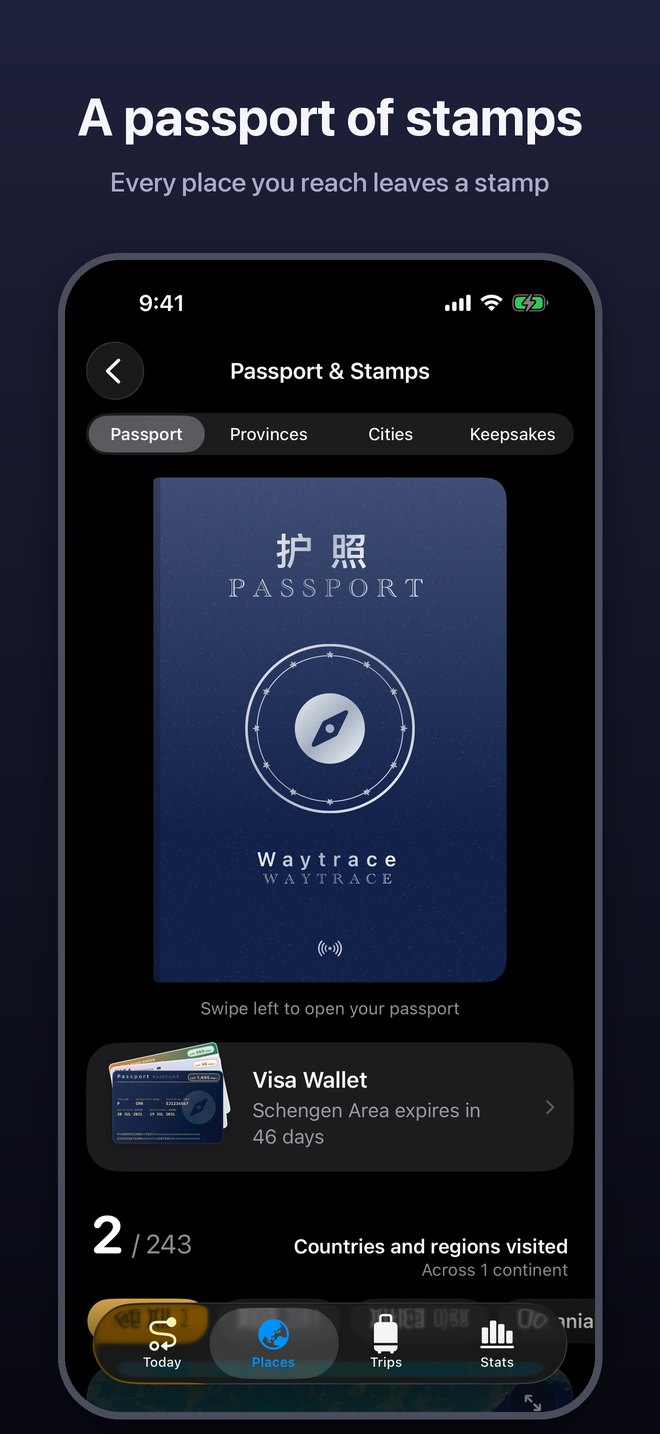 A passport of stamps
Every place you reach leaves a stamp
9:41
Passport & Stamps
Passport
Provinces
Cities
Keepsakes
护照
PASSPORT
Waytrace
WAYTRACE
Swipe left to open your passport
Visa Wallet
Schengen Area expires in
46 days
2 / 243
Countries and regions visited
Across 1 continent
Today
Places
Trips
Stats